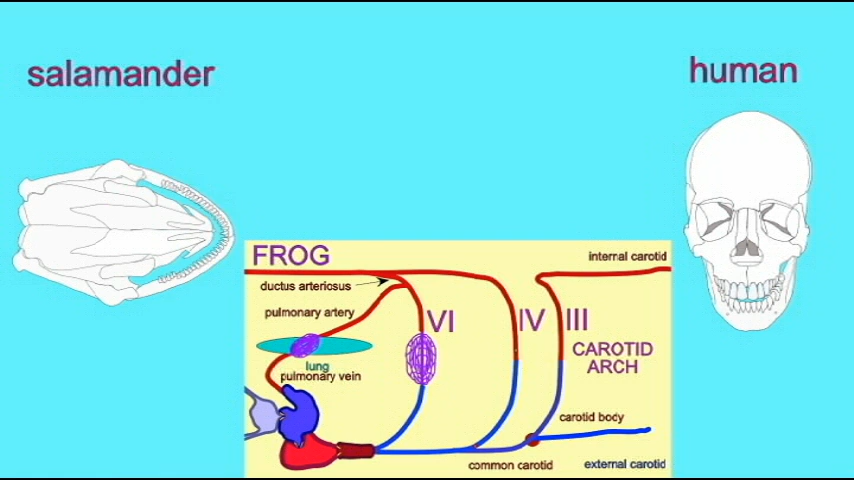 salamander
human
FROG
internal carotid
ductus arteriosus
pulmonary artery
VI
IV
III
CAROTID
ARCH
lung
pulmonary vein
carotid body
common carotid
external carotid